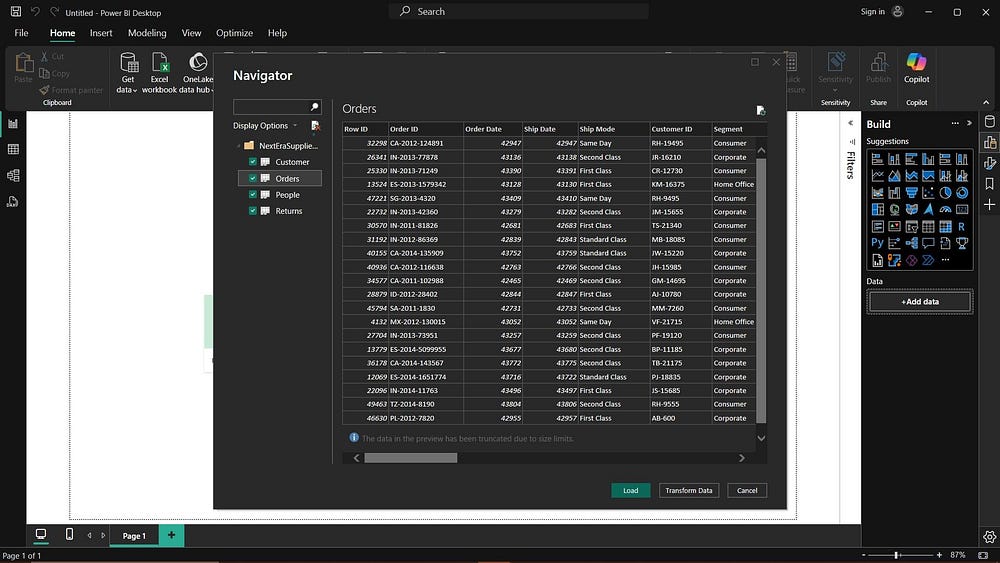 Untitled - Power BI Desktop
Search
Sign in
File Home Insert Modeling View Optimize Help
Paste
Cut
Copy
Format painter
Clipboard
Get data
Excel workbook
OneLake data hub
Sensitivity
Sensitivity
Publish
Share
Copilot
Copilot
Navigator
Display Options
NextEraSupplie...
Customer
Orders
People
Returns
Orders
Row ID Order ID Order Date Ship Date Ship Mode Customer ID Segment
32298 CA-2012-124891 42947 42947 Same Day RH-19495 Consumer
26341 IN-2013-77878 43136 43138 Second Class JR-16210 Corporate
25330 IN-2013-71249 43390 43391 First Class CR-12730 Consumer
13524 ES-2013-1579342 43128 43130 First Class KM-16375 Home Office
47221 SG-2013-4320 43409 43410 Same Day RH-9495 Consumer
22732 IN-2013-42360 43279 43282 Second Class JM-15655 Corporate
30570 IN-2011-81826 42681 42683 First Class TS-21340 Consumer
31192 IN-2012-86369 42839 42843 Standard Class MB-18085 Consumer
40155 CA-2014-135909 43752 43759 Standard Class JW-15220 Corporate
40936 CA-2012-116638 42763 42766 Second Class JH-15985 Consumer
34577 CA-2011-102988 42465 42469 Second Class GM-14695 Corporate
28879 ID-2012-28402 42844 42847 First Class AJ-10780 Corporate
45794 SA-2011-1830 42731 42733 Second Class MM-7260 Consumer
4132 MX-2012-130015 43052 43052 Same Day VF-21715 Home Office
27704 IN-2013-73951 43257 43259 Second Class PF-19120 Consumer
13779 ES-2014-5099955 43677 43680 Second Class BP-11185 Corporate
36178 CA-2014-143567 43772 43775 Second Class TB-21175 Corporate
12069 ES-2014-1651774 43716 43722 Standard Class PJ-18835 Corporate
22096 IN-2014-11763 43496 43497 First Class JS-15685 Corporate
49463 TZ-2014-8190 43804 43806 Second Class RH-9555 Consumer
46630 PL-2012-7820 42955 42957 First Class AB-600 Corporate
The data in the preview has been truncated due to size limits.
Load
Transform Data
Cancel
Filters
Build
Suggestions
R
Py
Data
+Add data
Page 1
Page 1 of 1
87%